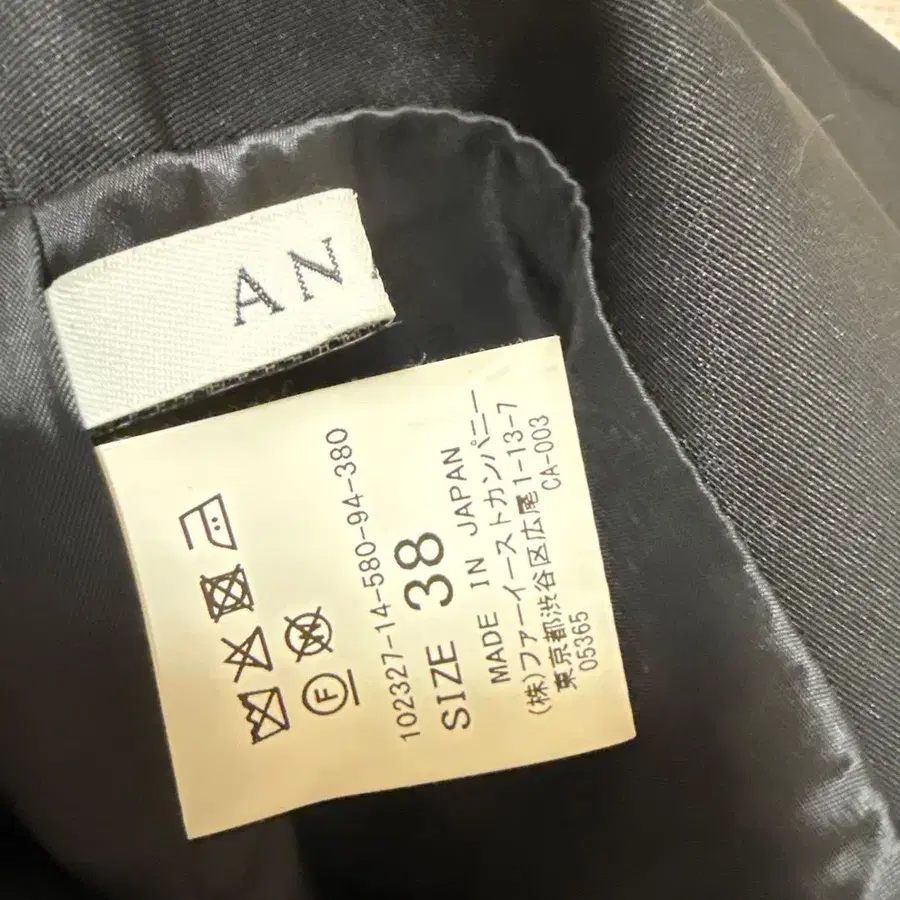 AN
102327-14-580-94-380
SIZE 38
MADE IN JAPAN
(株)ファーイーストカンパニー
東京都渋谷区広尾1-13-7
05365 CA-003
F
W